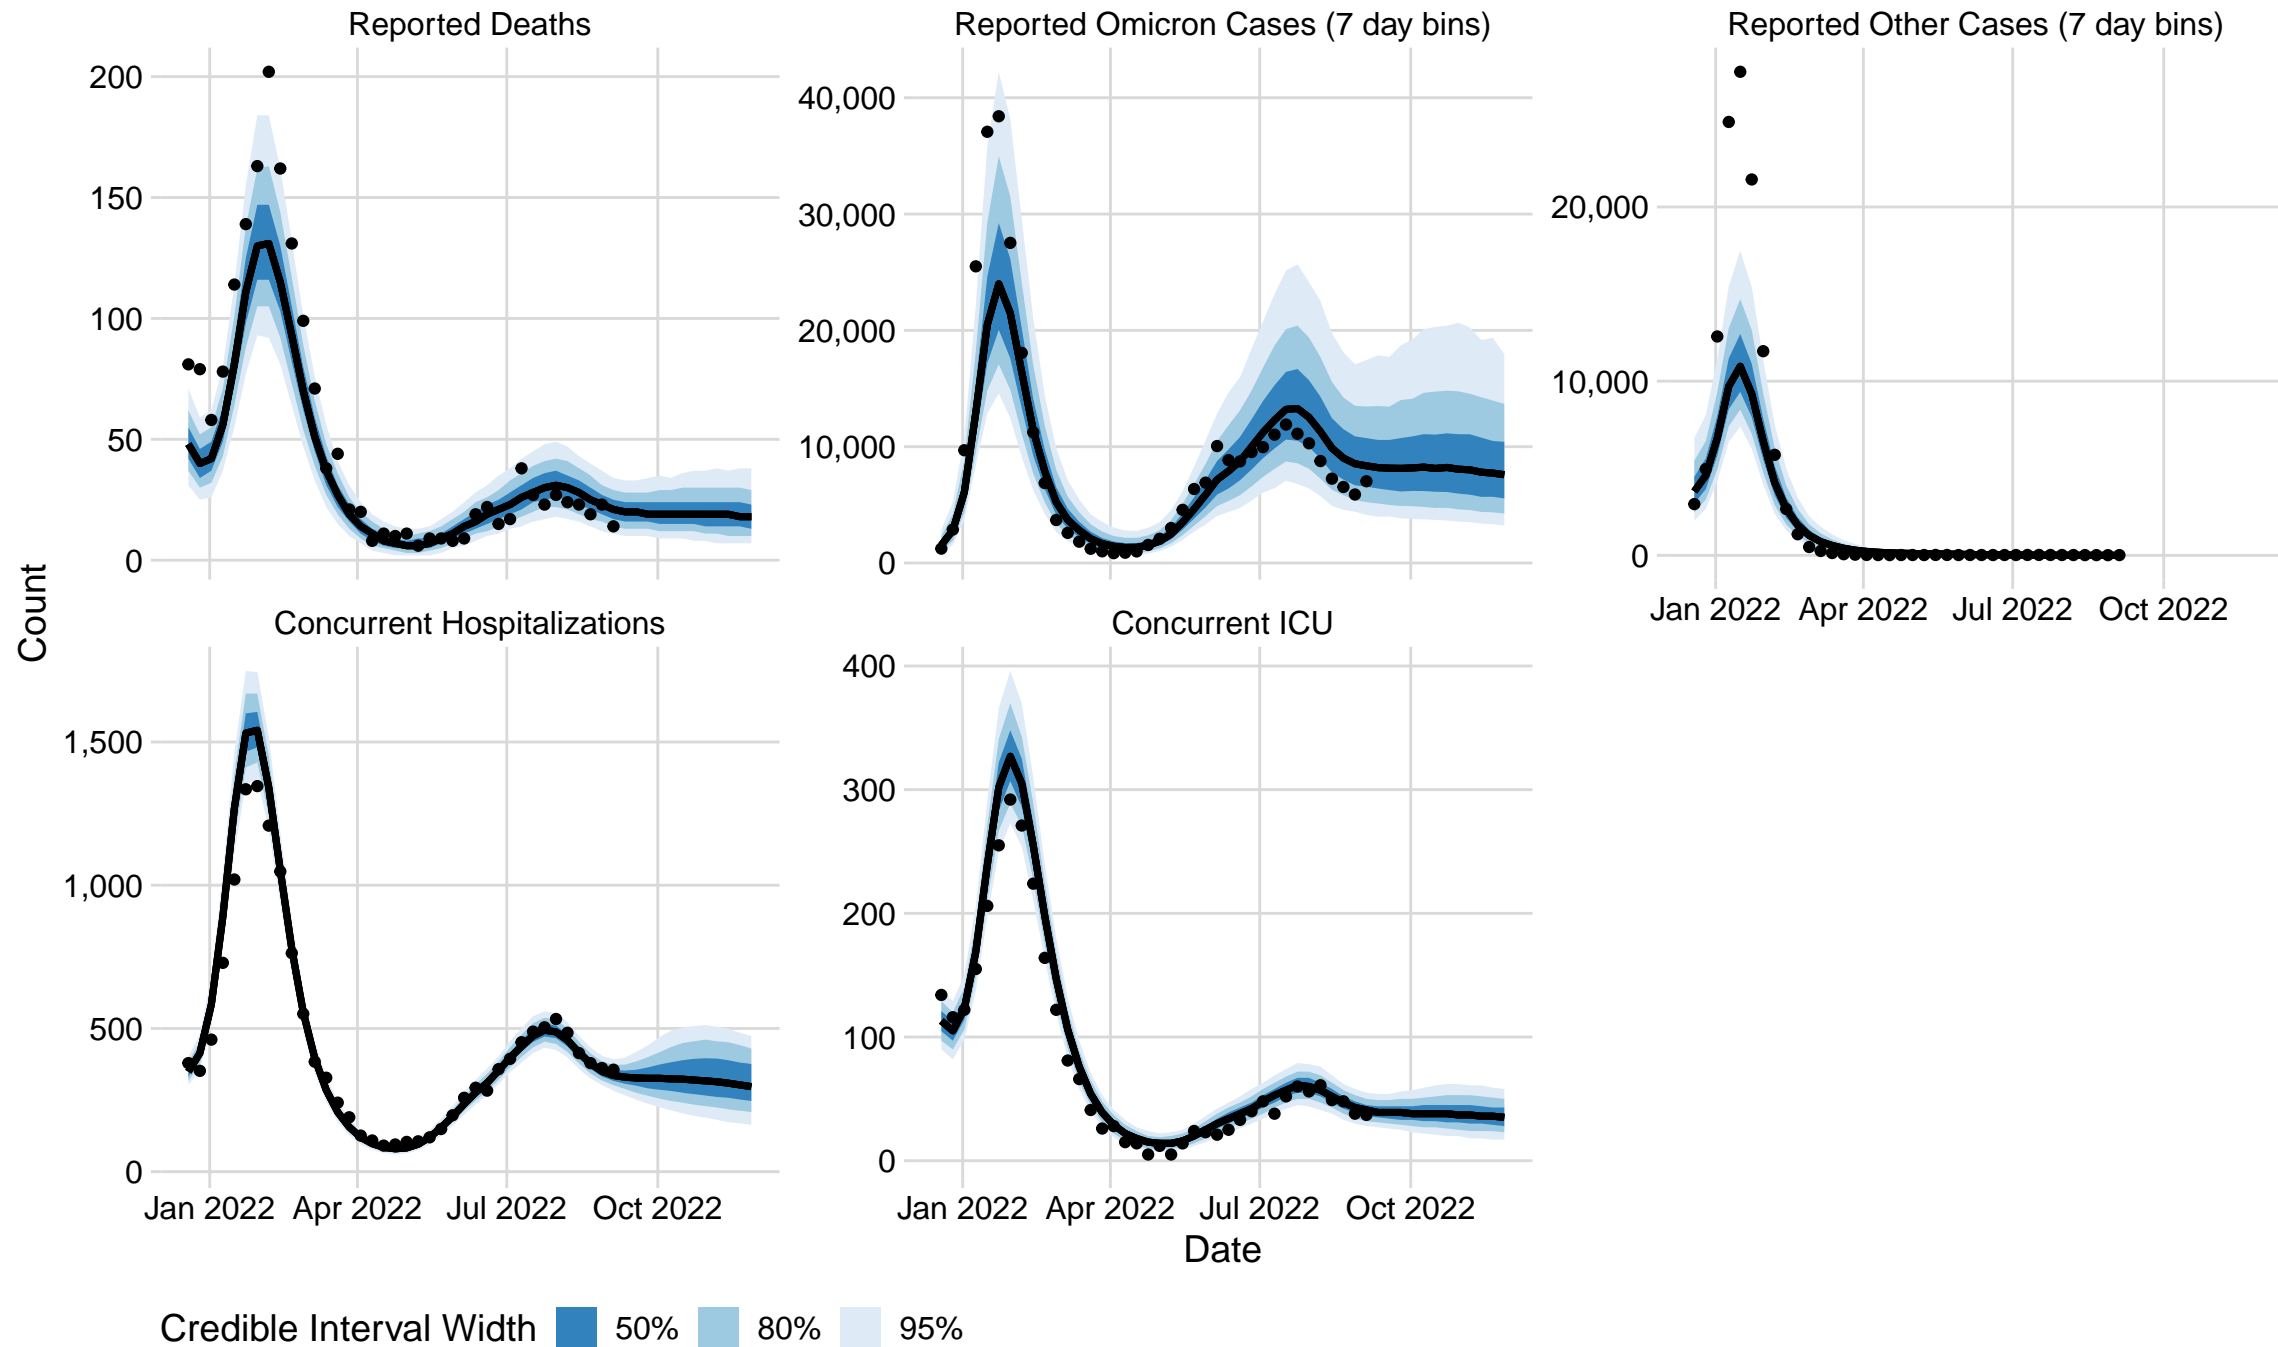 Reported Deaths
Reported Omicron Cases (7 day bins)
Reported Other Cases (7 day bins)
200
150
100
50
0
40,000
30,000
20,000
10,000
0
20,000
10,000
0
Jan 2022 Apr 2022 Jul 2022 Oct 2022
Count
Concurrent Hospitalizations
Concurrent ICU
1,500
1,000
500
0
400
300
200
100
0
Jan 2022 Apr 2022 Jul 2022 Oct 2022
Jan 2022 Apr 2022 Jul 2022 Oct 2022
Date
Credible Interval Width 50% 80% 95%